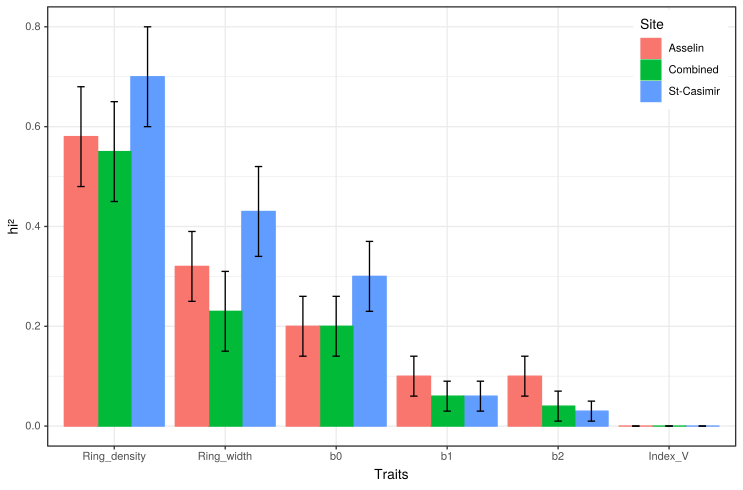 0.8
0.6
0.4
0.2
0.0
hi²
Ring_density
Ring_width
b0
b1
b2
Index_V
Traits
Site
Asselin
Combined
St-Casimir